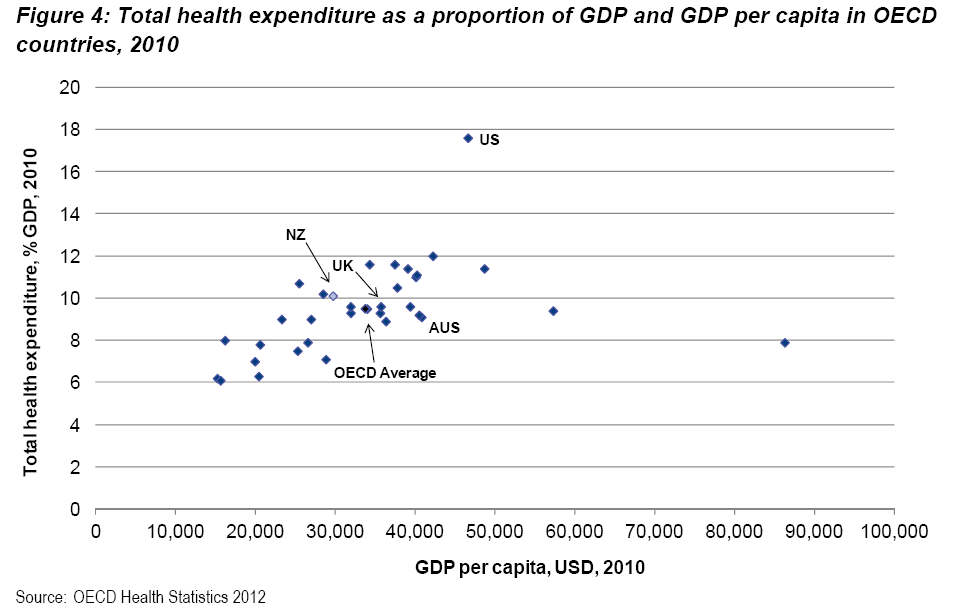 Figure 4: Total health expenditure as a proportion of GDP and GDP per capita in OECD
countries, 2010
Total health expenditure, % GDP, 2010
20
18
16
14
12
10
8
6
4
2
0
US
NZ
UK
AUS
OECD Average
0 10,000 20,000 30,000 40,000 50,000 60,000 70,000 80,000 90,000 100,000
GDP per capita, USD, 2010
Source: OECD Health Statistics 2012